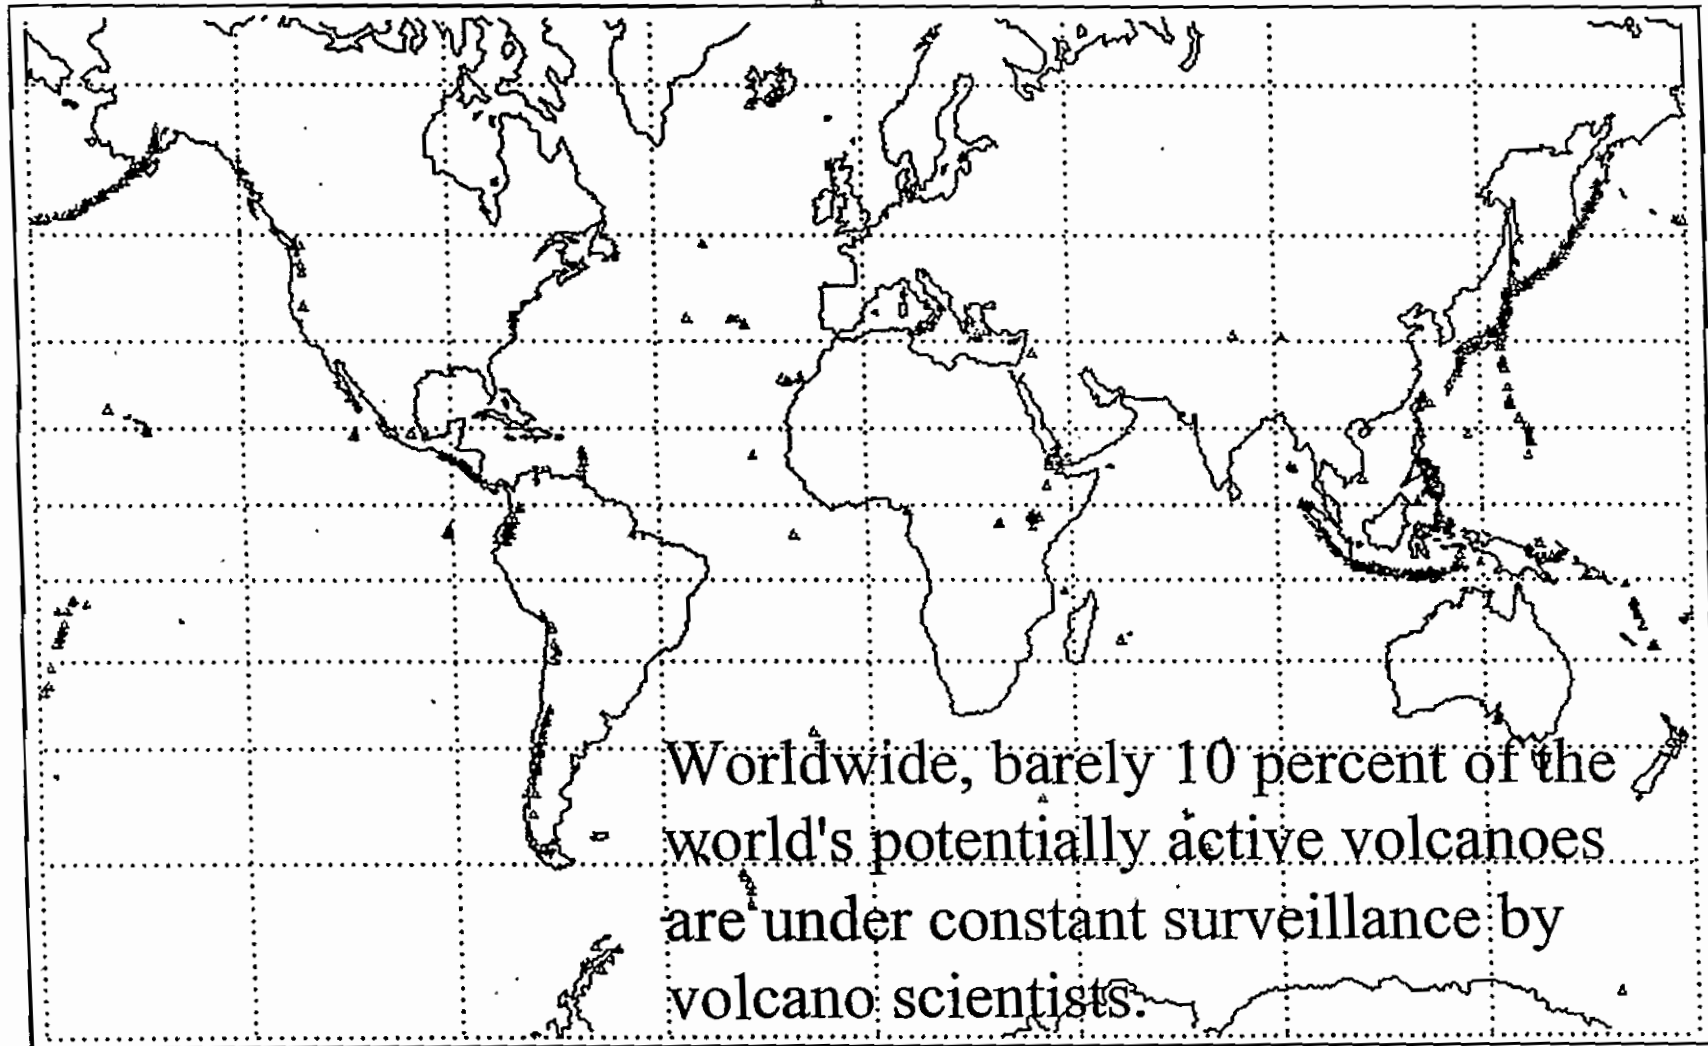 Worldwide, barely 10 percent of the
world's potentially active volcanoes
are under constant surveillance by
volcano scientists.